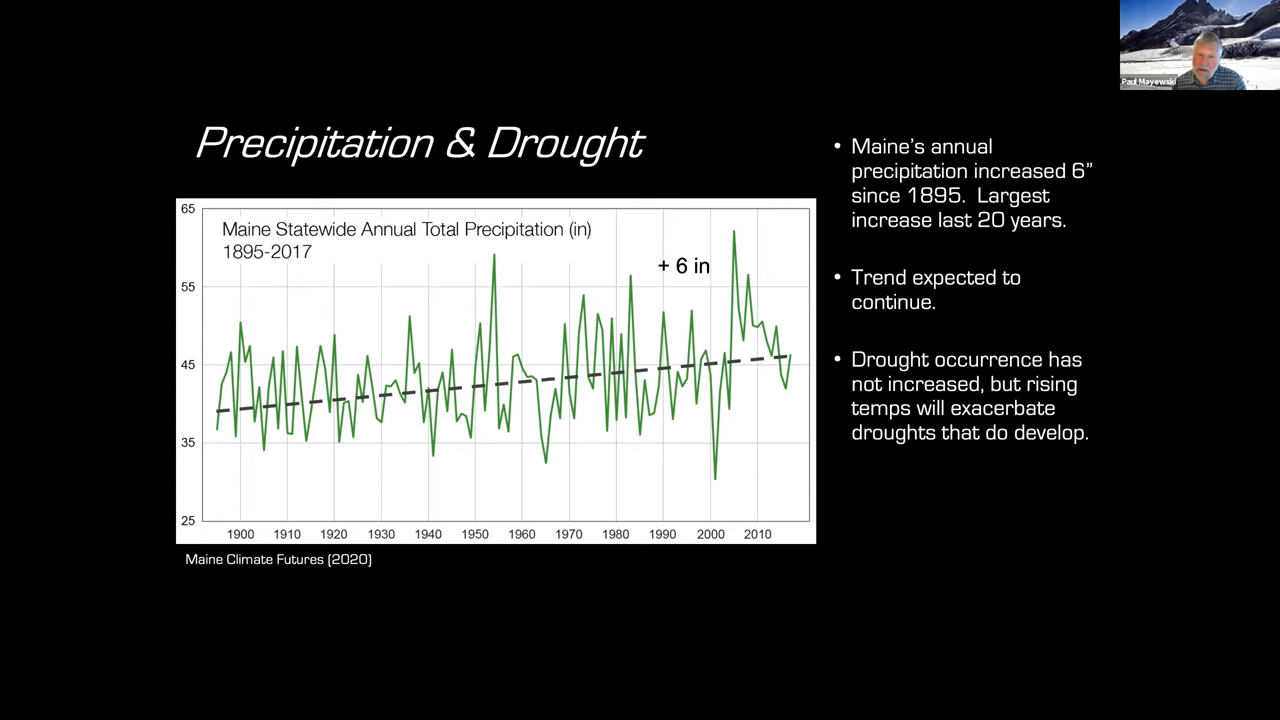 Paul Mayewski
Precipitation & Drought
65
Maine Statewide Annual Total Precipitation (in)
1895-2017
+ 6 in
55
45
35
25
1900 1910 1920 1930 1940 1950 1960 1970 1980 1990 2000 2010
Maine Climate Futures (2020)
• Maine’s annual
precipitation increased 6”
since 1895.  Largest
increase last 20 years.
• Trend expected to
continue.
• Drought occurrence has
not increased, but rising
temps will exacerbate
droughts that do develop.